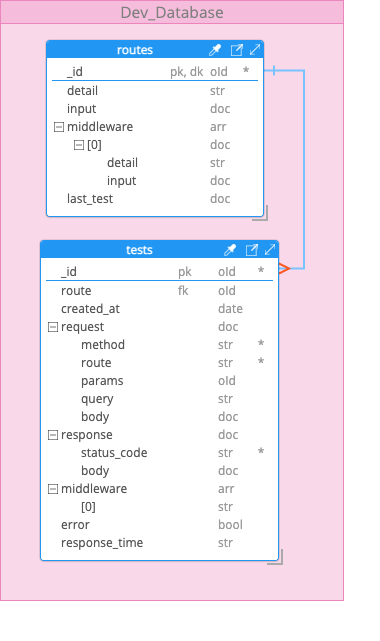 Dev_Database
routes
_id pk, dk oId *
detail str
input doc
middleware arr
[0] doc
detail str
input doc
last_test doc
tests
_id pk oId *
route fk oId
created_at date
request doc
method str *
route str *
params oId
query str
body doc
response doc
status_code str *
body doc
middleware arr
[0] str
error bool
response_time str